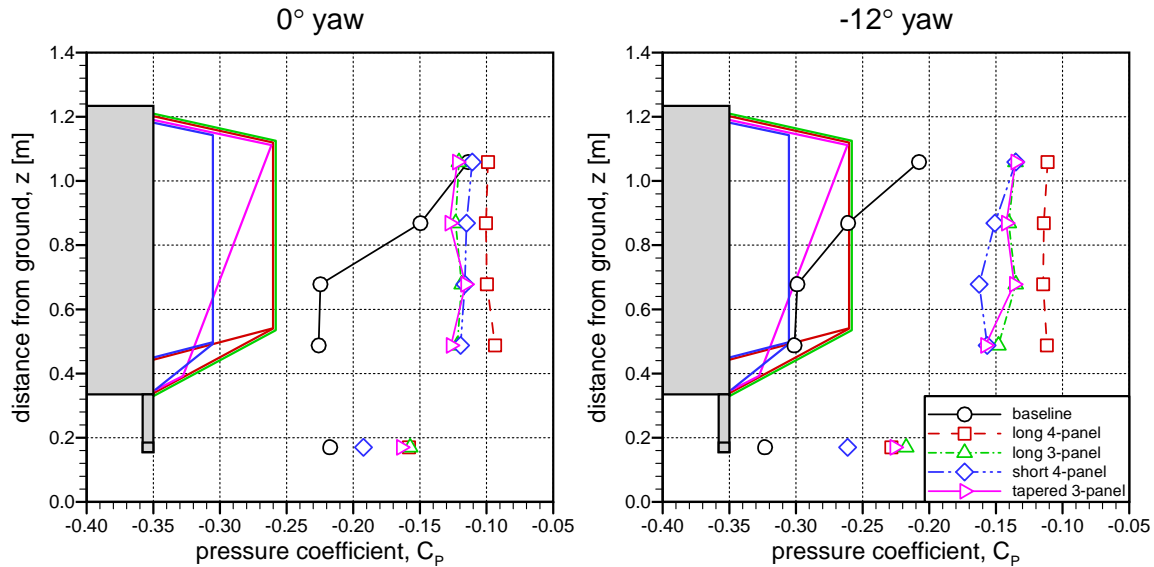 0° yaw
-12° yaw
distance from ground, z [m]
1.4
1.2
1.0
0.8
0.6
0.4
0.2
0.0
-0.40 -0.35 -0.30 -0.25 -0.20 -0.15 -0.10 -0.05
pressure coefficient, C_P
distance from ground, z [m]
1.4
1.2
1.0
0.8
0.6
0.4
0.2
0.0
baseline
long 4-panel
long 3-panel
short 4-panel
tapered 3-panel
-0.40 -0.35 -0.30 -0.25 -0.20 -0.15 -0.10 -0.05
pressure coefficient, C_P